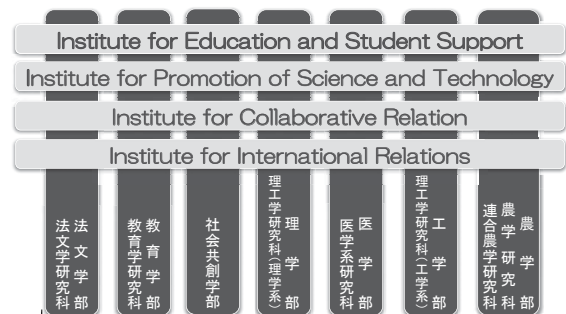 Institute for Education and Student Support
Institute for Promotion of Science and Technology
Institute for Collaborative Relation
Institute for International Relations
法文学部
法文学研究科
教育学部
教育学研究科
社会共創学部
理学部
理工学研究科(理学系)
医学部
医学系研究科
工学部
理工学研究科(工学系)
農学部
農学研究科
連合農学研究科